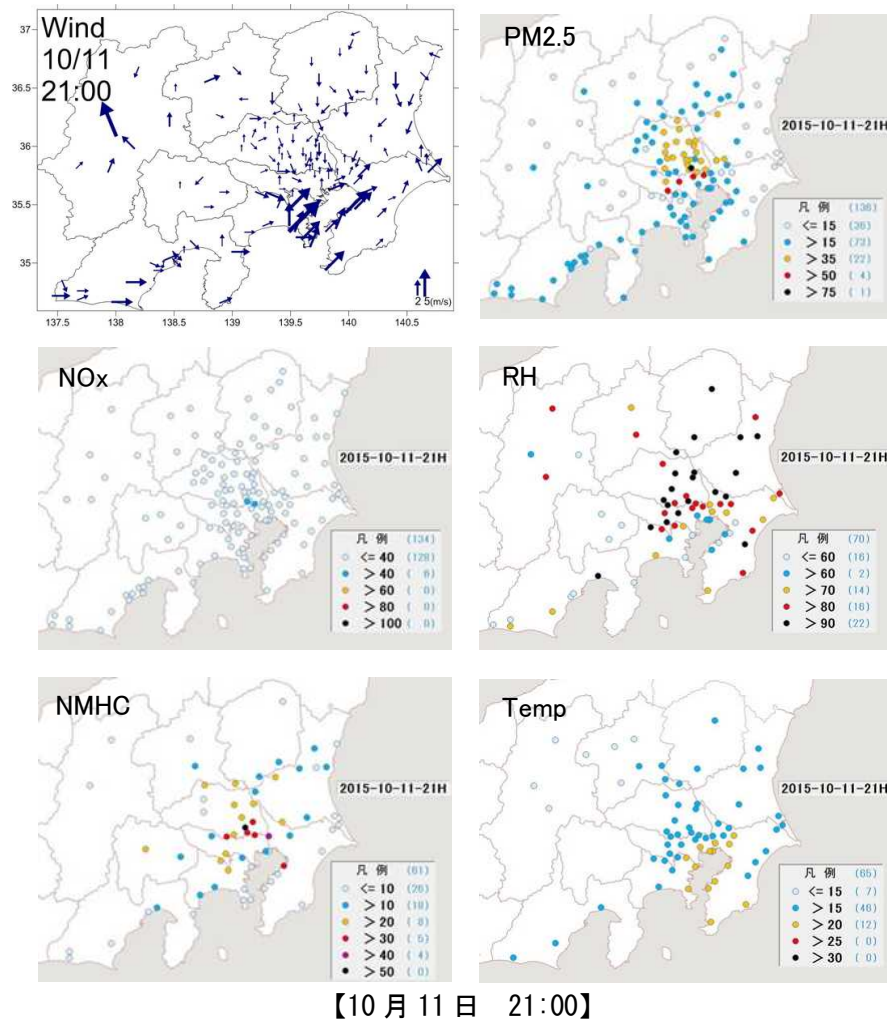 Wind
10/11
21:00
37
36.5
36
35.5
35
137.5 138 138.5 139 139.5 140 140.5
2 5(m/s)
PM2.5
2015-10-11-21H
凡 例 (136)
<= 15 (36)
> 15 (72)
> 35 (22)
> 50 ( 4)
> 75 ( 1)
NOx
2015-10-11-21H
凡 例 (134)
<= 40 (128)
> 40 ( 6)
> 60 ( 0)
> 80 ( 0)
> 100 ( 0)
RH
2015-10-11-21H
凡 例 (70)
<= 60 (16)
> 60 ( 2)
> 70 (14)
> 80 (16)
> 90 (22)
NMHC
2015-10-11-21H
凡 例 (61)
<= 10 (26)
> 10 (18)
> 20 ( 8)
> 30 ( 5)
> 40 ( 4)
> 50 ( 0)
Temp
2015-10-11-21H
凡 例 (65)
<= 15 ( 7)
> 15 (46)
> 20 (12)
> 25 ( 0)
> 30 ( 0)
【10 月 11 日 21:00】